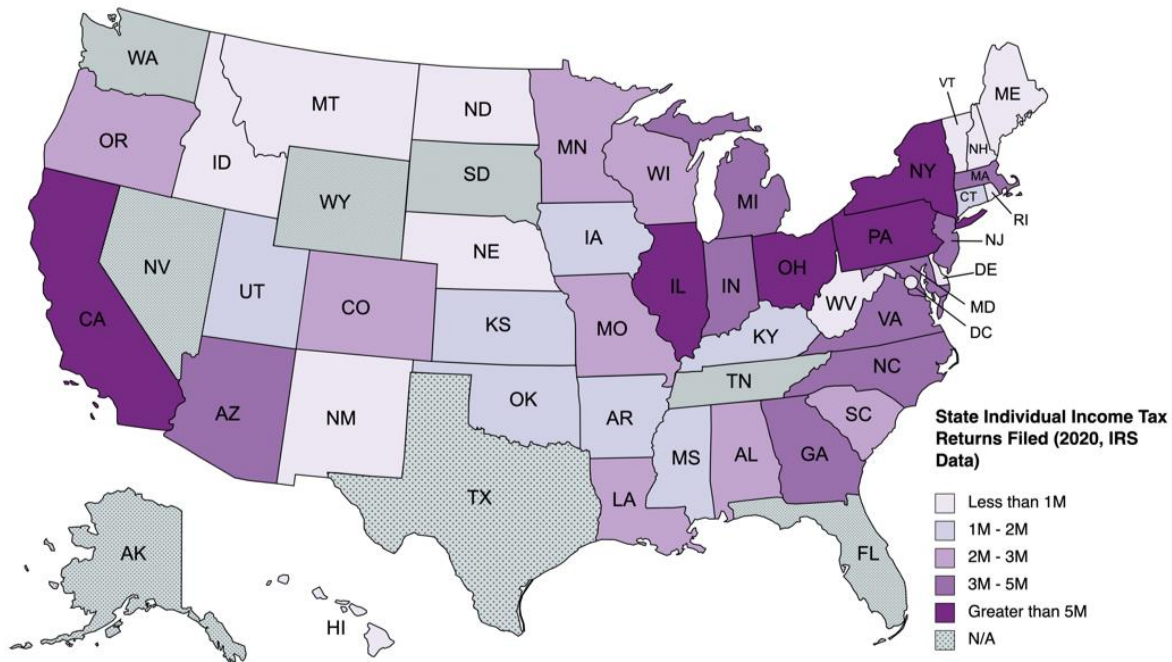 WA
VT
ME
MT
ND
OR
MN
ID
NH
SD
WI
NY
MA
WY
MI
CT
RI
IA
PA
NE
NJ
NV
OH
DE
UT
IL
IN
MD
CO
WV
CA
KS
MO
VA
DC
KY
NC
TN
OK
AZ
NM
AR
SC
MS
AL
GA
State Individual Income Tax
Returns Filed (2020, IRS
Data)
TX
LA
Less than 1M
1M - 2M
2M - 3M
AK
FL
3M - 5M
Greater than 5M
HI
N/A